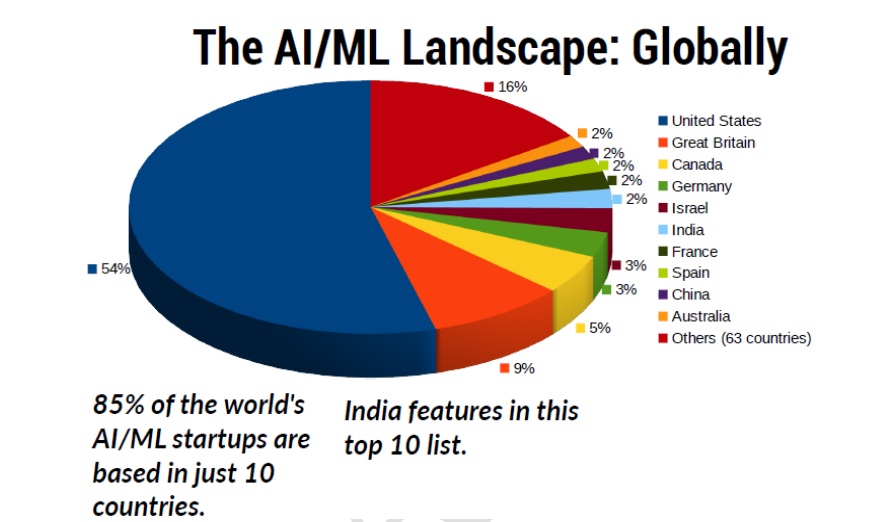 The AI/ML Landscape: Globally
16%
2%
2%
2%
2%
2%
3%
3%
5%
9%
54%
United States
Great Britain
Canada
Germany
Israel
India
France
Spain
China
Australia
Others (63 countries)
85% of the world's
AI/ML startups are
based in just 10
countries.
India features in this
top 10 list.